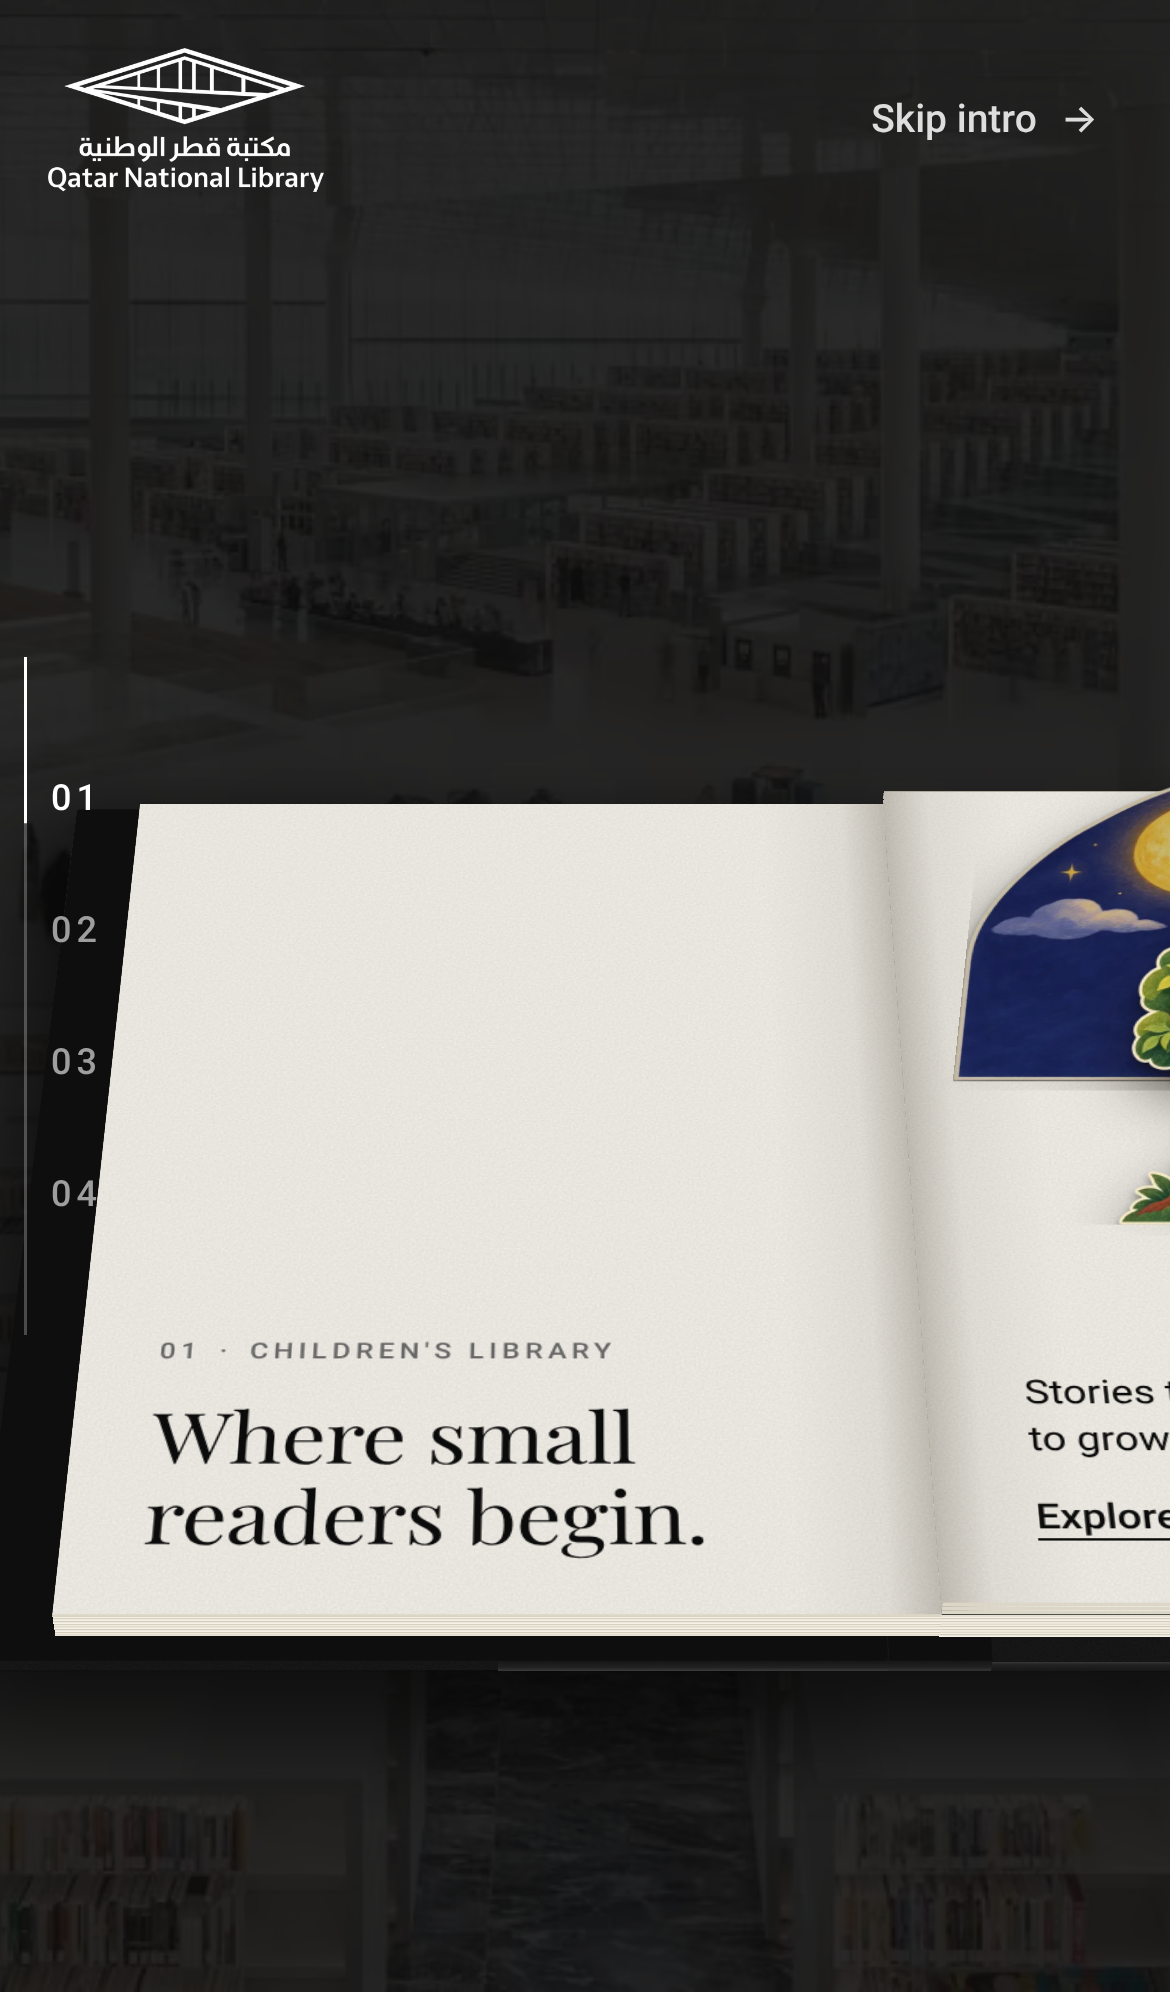 مكتبة قطر الوطنية
Qatar National Library
Skip intro →
01
02
03
04
01 · CHILDREN'S LIBRARY
Where small
readers begin.
Stories
to grow
Explore